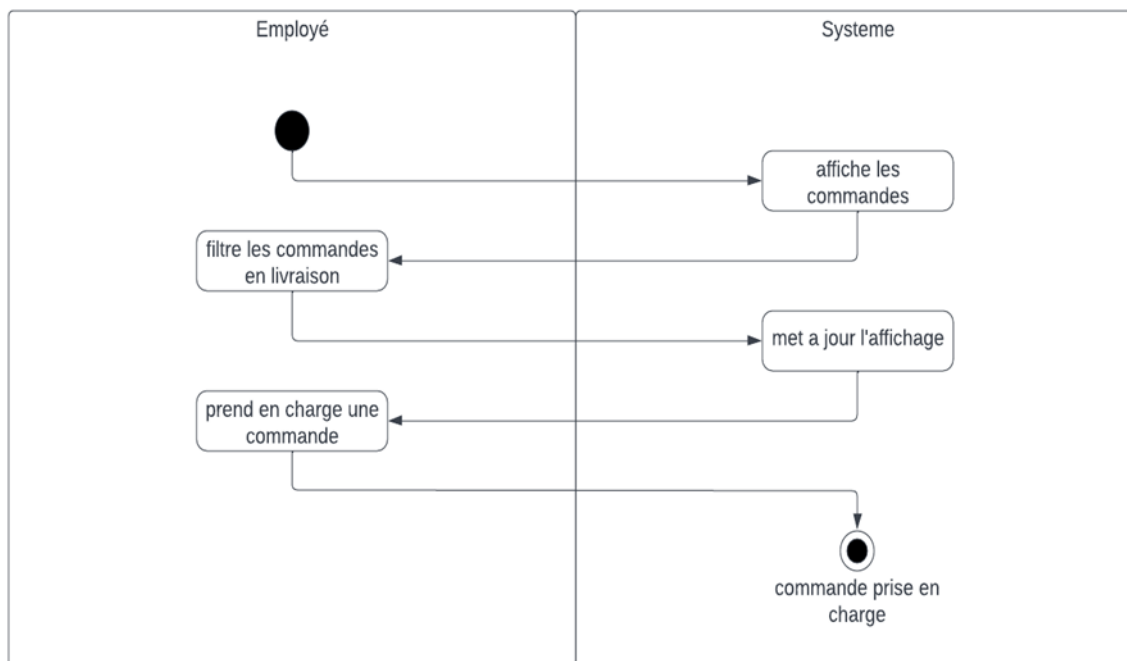 Employé
Systeme
affiche les
commandes
filtre les commandes
en livraison
met a jour l'affichage
prend en charge une
commande
commande prise en
charge